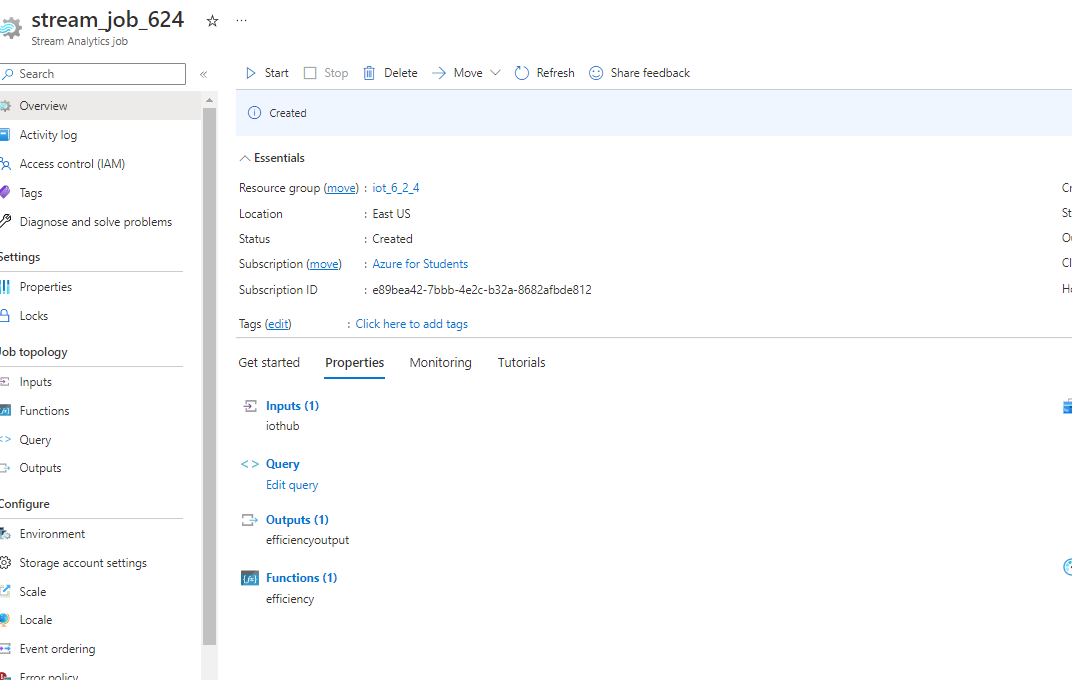 stream_job_624 ☆ ...
Stream Analytics job
Search «
Overview
Activity log
Access control (IAM)
Tags
Diagnose and solve problems
Settings
Properties
Locks
Job topology
Inputs
Functions
Query
Outputs
Configure
Environment
Storage account settings
Scale
Locale
Event ordering
Error policy
Start Stop Delete Move Refresh Share feedback
Created
Essentials
Resource group (move) : iot_6_2_4
Location : East US
Status : Created
Subscription (move) : Azure for Students
Subscription ID : e89bea42-7bbb-4e2c-b32a-8682afbde812
Tags (edit) : Click here to add tags
Get started Properties Monitoring Tutorials
Inputs (1)
iothub
<> Query
Edit query
Outputs (1)
efficiencyoutput
Functions (1)
efficiency